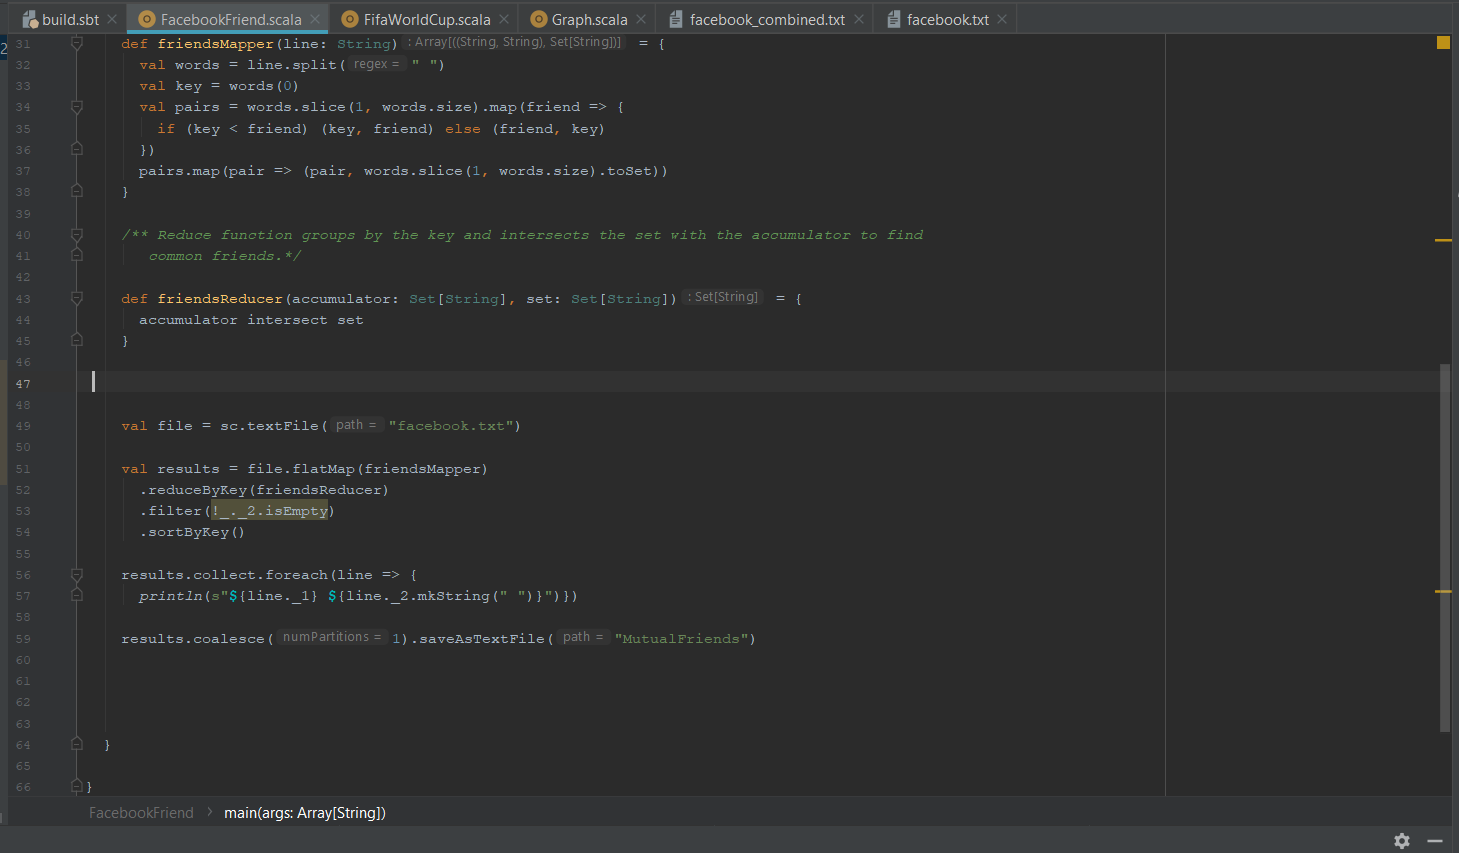 build.sbt FacebookFriend.scala FifaWorldCup.scala Graph.scala facebook_combined.txt facebook.txt
2
31 def friendsMapper(line: String) : Array[((String, String), Set[String])] = {
32 val words = line.split( regex = " ")
33 val key = words(0)
34 val pairs = words.slice(1, words.size).map(friend => {
35 if (key < friend) (key, friend) else (friend, key)
36 })
37 pairs.map(pair => (pair, words.slice(1, words.size).toSet))
38 }
39
40 /** Reduce function groups by the key and intersects the set with the accumulator to find
41 common friends.*/
42
43 def friendsReducer(accumulator: Set[String], set: Set[String]) : Set[String] = {
44 accumulator intersect set
45 }
46
47
48
49 val file = sc.textFile( path = "facebook.txt")
50
51 val results = file.flatMap(friendsMapper)
52 .reduceByKey(friendsReducer)
53 .filter(!_._2.isEmpty)
54 .sortByKey()
55
56 results.collect.foreach(line => {
57 println(s"${line._1} ${line._2.mkString(" ")}")})
58
59 results.coalesce( numPartitions = 1).saveAsTextFile( path = "MutualFriends")
60
61
62
63
64 }
65
66 }
FacebookFriend > main(args: Array[String])